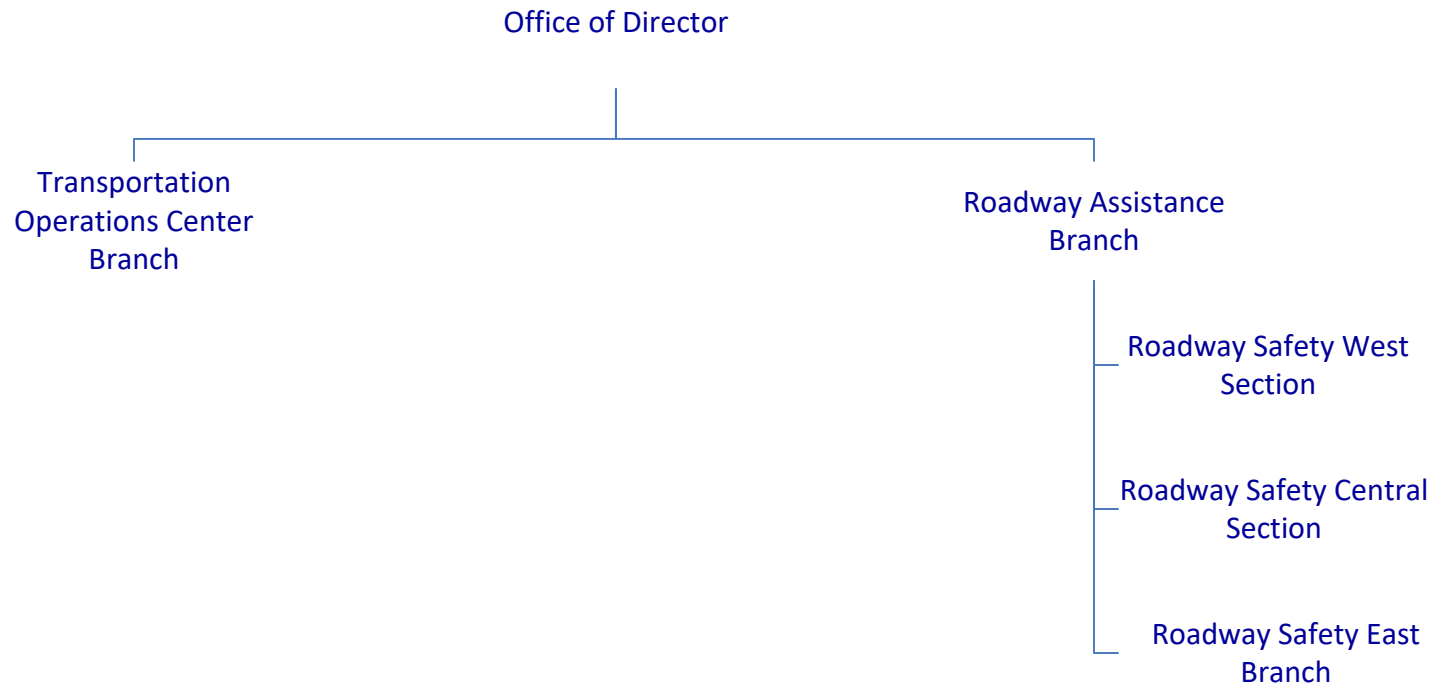 Office of Director
Transportation
Operations Center
Branch
Roadway Assistance
Branch
Roadway Safety West
Section
Roadway Safety Central
Section
Roadway Safety East
Branch